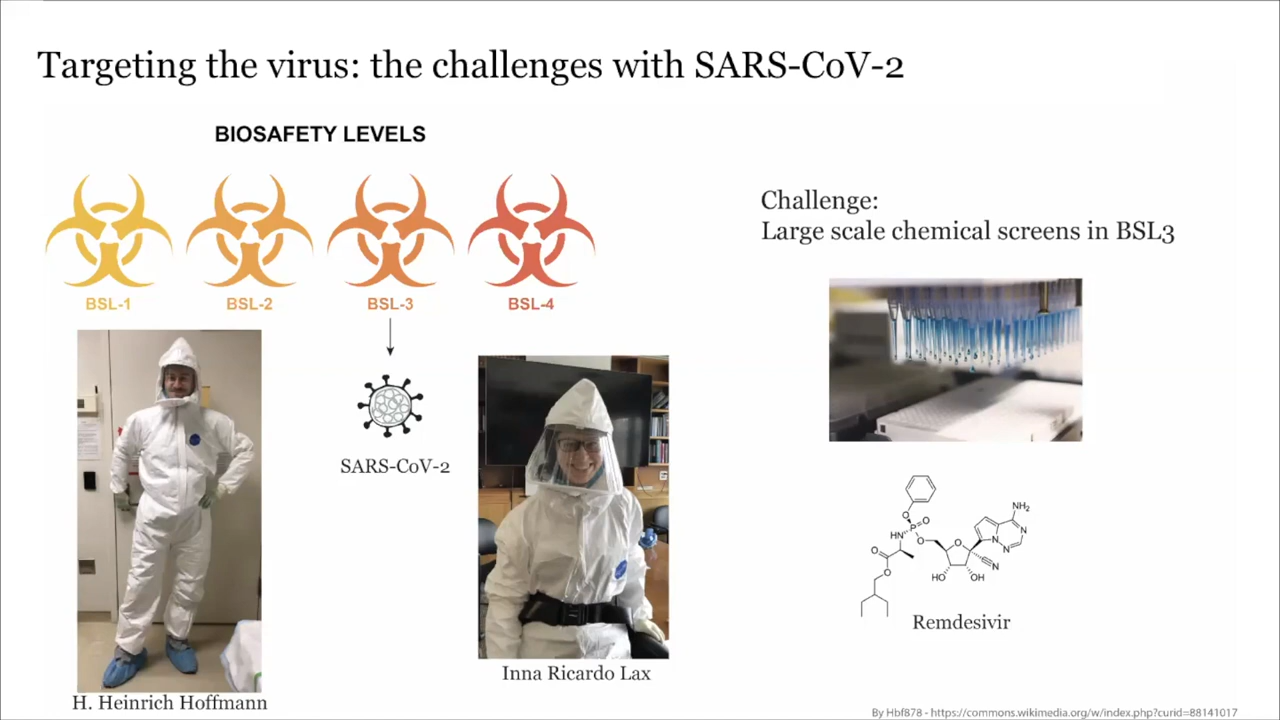 Targeting the virus: the challenges with SARS-CoV-2
BIOSAFETY LEVELS
BSL-1
BSL-2
BSL-3
BSL-4
SARS-CoV-2
H. Heinrich Hoffmann
Inna Ricardo Lax
Challenge:
Large scale chemical screens in BSL3
NH₂
N
N
N
O
P
O
O
HN
O
O
O
N
HO
OH
Remdesivir
By Hbf878 - https://commons.wikimedia.org/w/index.php?curid=88141017